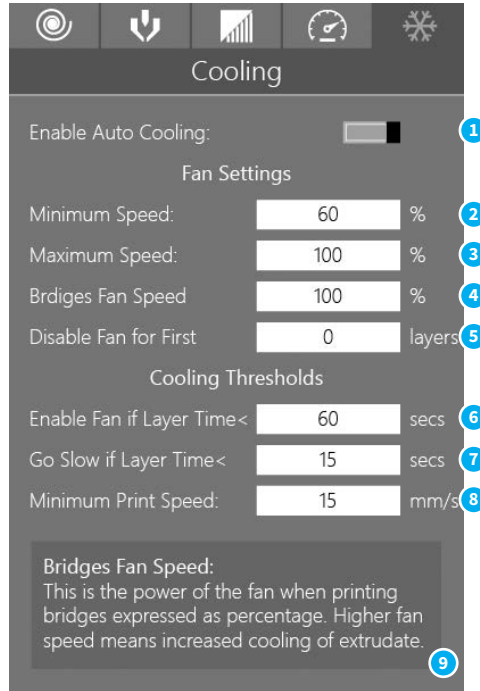 Cooling
Enable Auto Cooling: 1
Fan Settings
Minimum Speed: 60 % 2
Maximum Speed: 100 % 3
Brdiges Fan Speed 100 % 4
Disable Fan for First 0 layers 5
Cooling Thresholds
Enable Fan if Layer Time< 60 secs 6
Go Slow if Layer Time< 15 secs 7
Minimum Print Speed: 15 mm/s 8
Bridges Fan Speed:
This is the power of the fan when printing
bridges expressed as percentage. Higher fan
speed means increased cooling of extrudate.
9